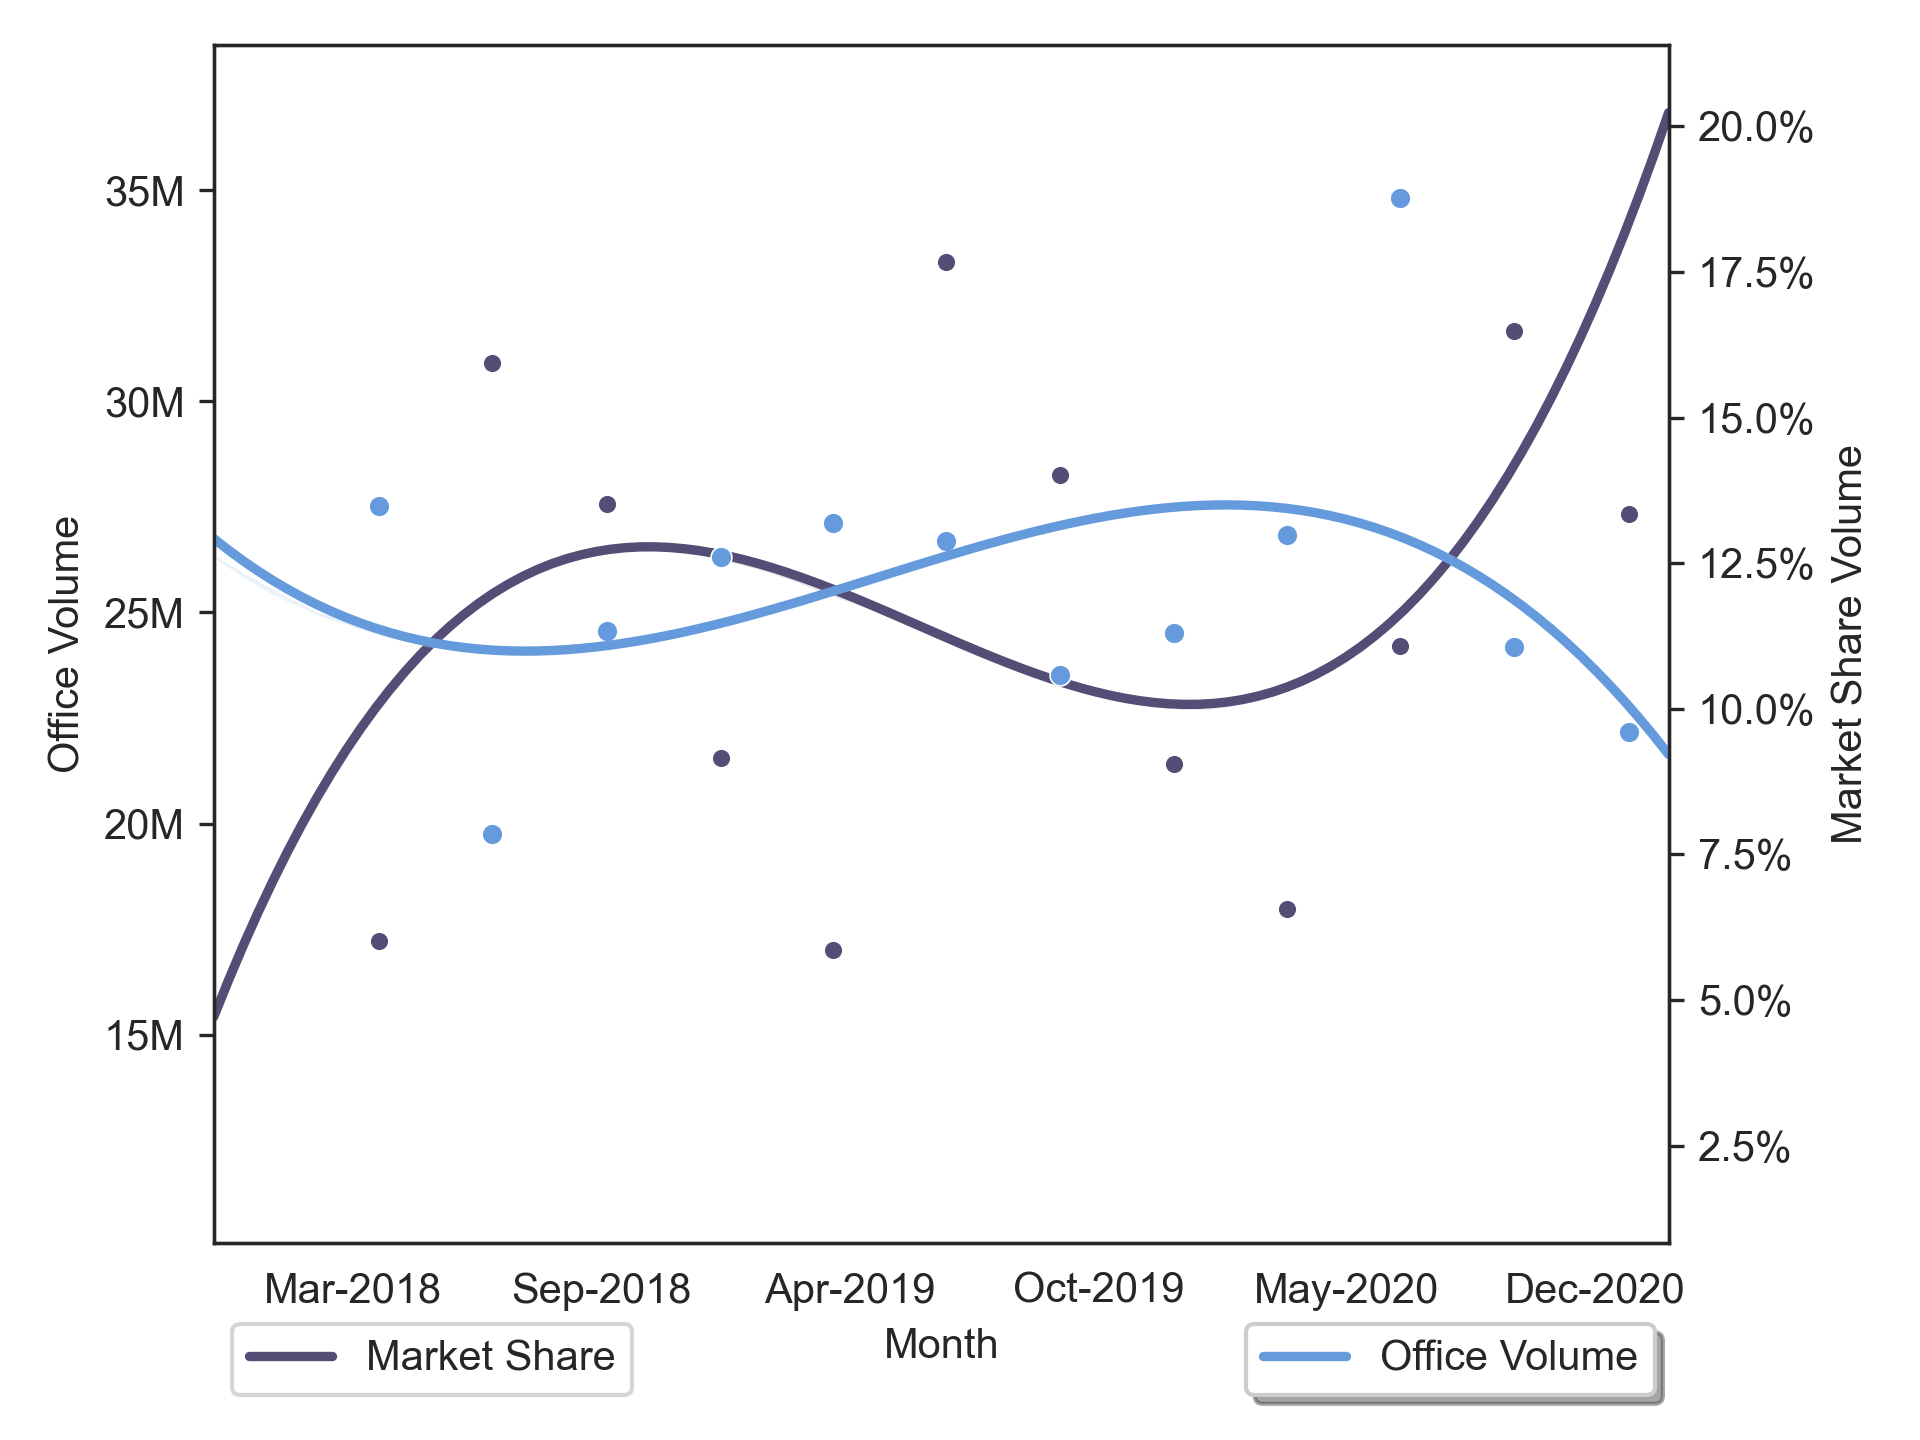 35M
30M
25M
20M
15M
Office Volume
20.0%
17.5%
15.0%
12.5%
10.0%
7.5%
5.0%
2.5%
Market Share Volume
Mar-2018
Sep-2018
Apr-2019
Oct-2019
May-2020
Dec-2020
Month
Market Share
Office Volume